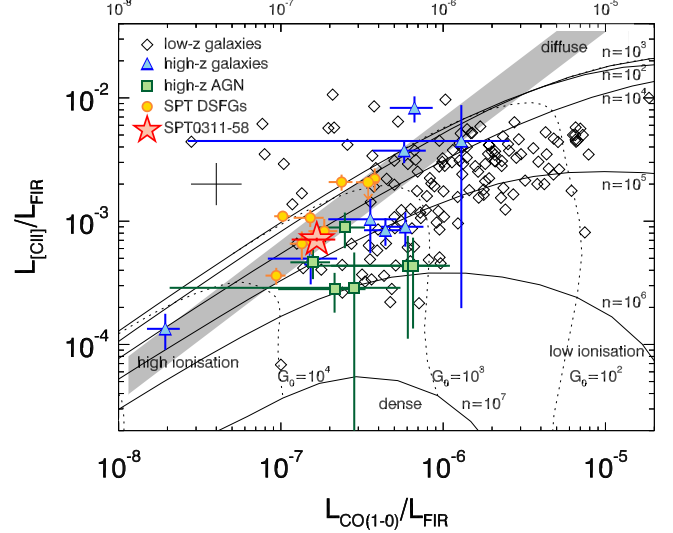 10⁻⁸ 10⁻⁷ 10⁻⁶ 10⁻⁵
low-z galaxies
high-z galaxies
high-z AGN
SPT DSFGs
SPT0311-58
diffuse
n=10³
n=10²
n=10⁴
n=10⁵
n=10⁶
n=10⁷
high ionisation
low ionisation
G₀=10⁴
G₀=10³
G₀=10²
dense
10⁻²
10⁻³
10⁻⁴
L[CII]/LFIR
10⁻⁸ 10⁻⁷ 10⁻⁶ 10⁻⁵
LCO(1-0)/LFIR